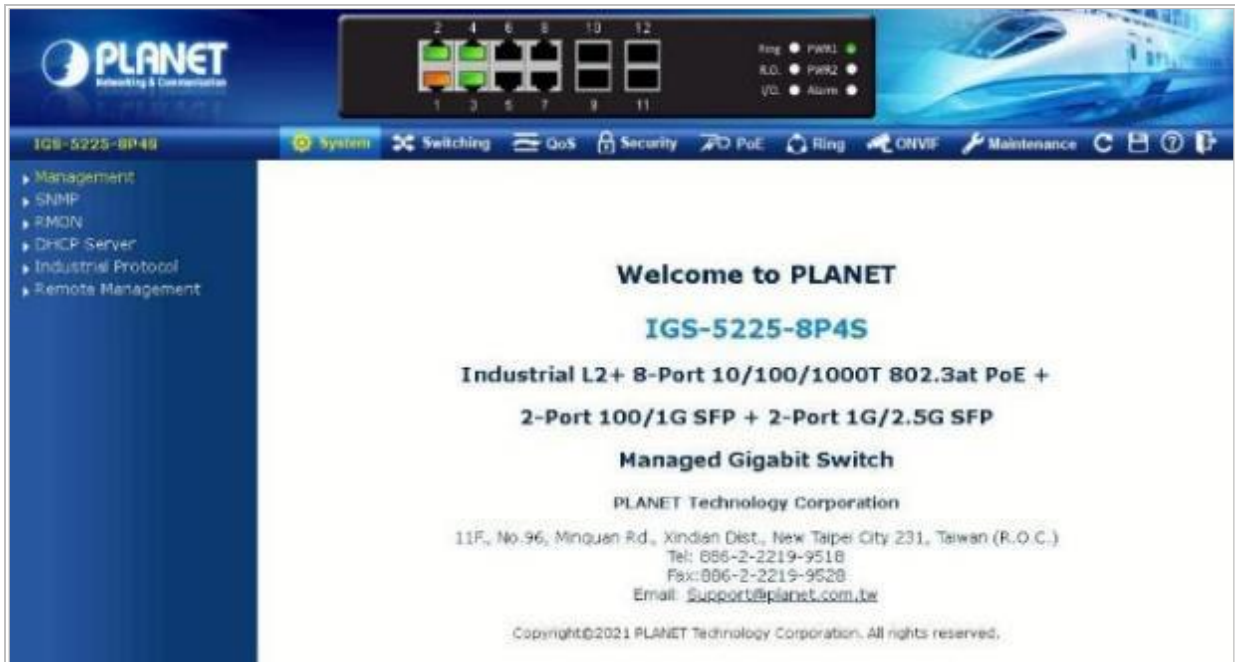 PLANET
Networking & Communication
2 4 6 8 10 12
1 3 5 7 9 11
Ring PWR1
R.O. PWR2
I/O. Alarm
IGS-5225-8P4S
System Switching QoS Security PoE Ring ONVIF Maintenance
Management
SNMP
RMON
DHCP Server
Industrial Protocol
Remote Management
Welcome to PLANET
IGS-5225-8P4S
Industrial L2+ 8-Port 10/100/1000T 802.3at PoE +
2-Port 100/1G SFP + 2-Port 1G/2.5G SFP
Managed Gigabit Switch
PLANET Technology Corporation
11F., No.96, Minquan Rd., Xindian Dist., New Taipei City 231, Taiwan (R.O.C.)
Tel: 886-2-2219-9518
Fax:886-2-2219-9528
Email: Support@planet.com.tw
Copyright©2021 PLANET Technology Corporation. All rights reserved.